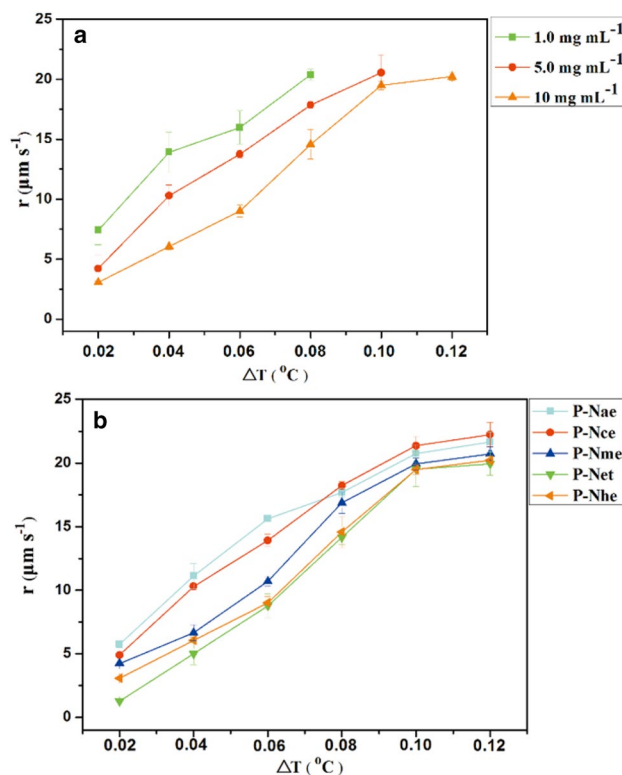 a
25
20
15
10
5
0
r (μm s⁻¹)
0.02 0.04 0.06 0.08 0.10 0.12
△T ( ⁰C)
1.0 mg mL⁻¹
5.0 mg mL⁻¹
10 mg mL⁻¹
b
25
20
15
10
5
0
r (μm s⁻¹)
0.02 0.04 0.06 0.08 0.10 0.12
△T ( ⁰C)
P-Nae
P-Nce
P-Nme
P-Net
P-Nhe